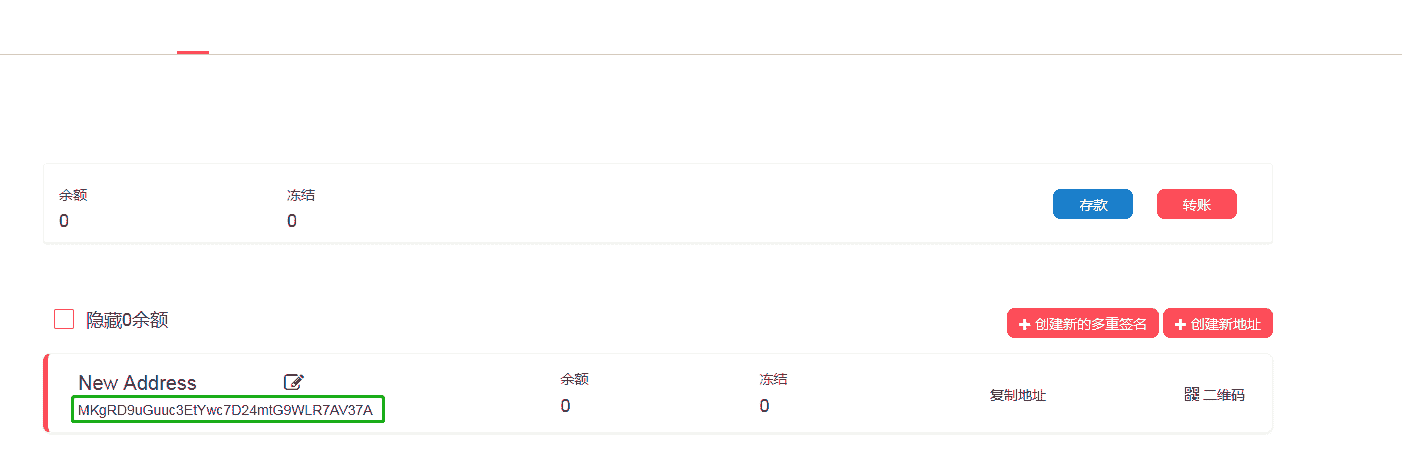 余额 冻结 存款 转账
0 0
隐藏0余额 创建新的多重签名 创建新地址
New Address 余额 冻结 复制地址 二维码
MKgRD9uGuuc3EtYwc7D24mtG9WLR7AV37A 0 0